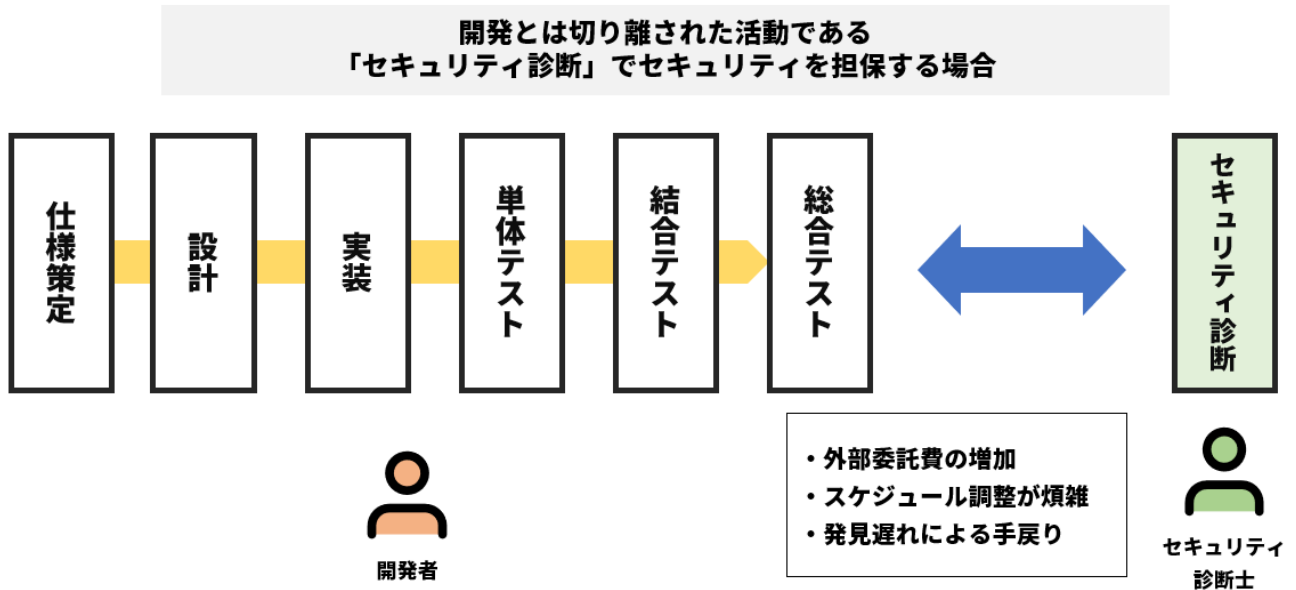 開発とは切り離された活動である
「セキュリティ診断」でセキュリティを担保する場合
仕様策定
設計
実装
単体テスト
結合テスト
総合テスト
セキュリティ診断
・外部委託費の増加
・スケジュール調整が煩雑
・発見遅れによる手戻り
開発者
セキュリティ
診断士